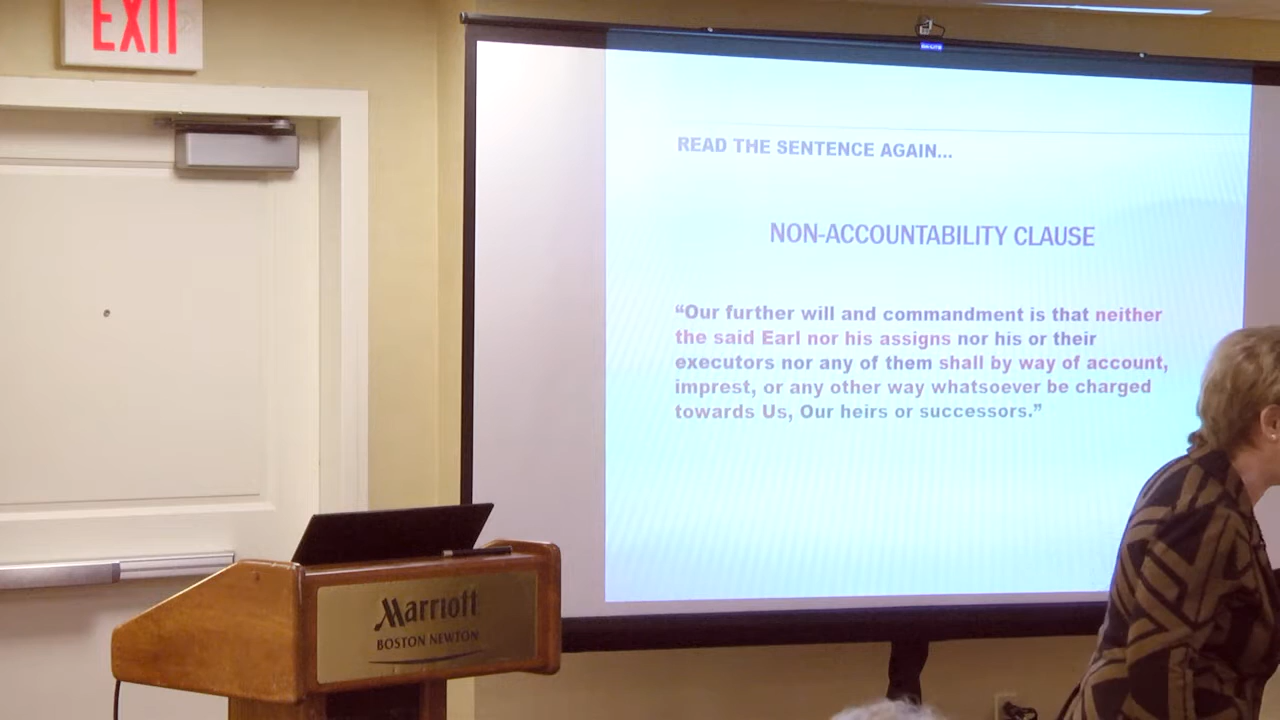 EXIT
READ THE SENTENCE AGAIN...
NON-ACCOUNTABILITY CLAUSE
“Our further will and commandment is that neither
the said Earl nor his assigns nor his or their
executors nor any of them shall by way of account,
imprest, or any other way whatsoever be charged
towards Us, Our heirs or successors.”
Marriott
BOSTON NEWTON